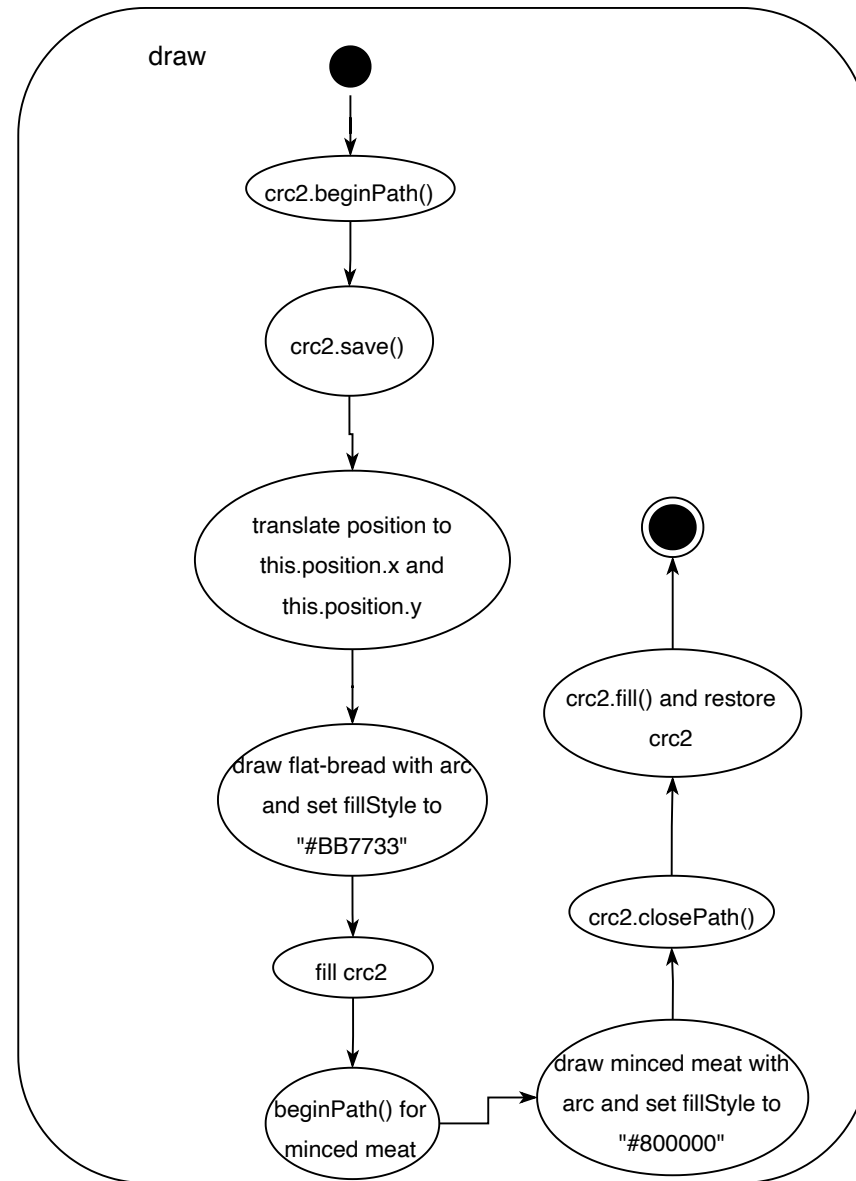 draw
crc2.beginPath()
crc2.save()
translate position to
this.position.x and
this.position.y
draw flat-bread with arc
and set fillStyle to
"#BB7733"
fill crc2
beginPath() for
minced meat
draw minced meat with
arc and set fillStyle to
"#800000"
crc2.closePath()
crc2.fill() and restore
crc2